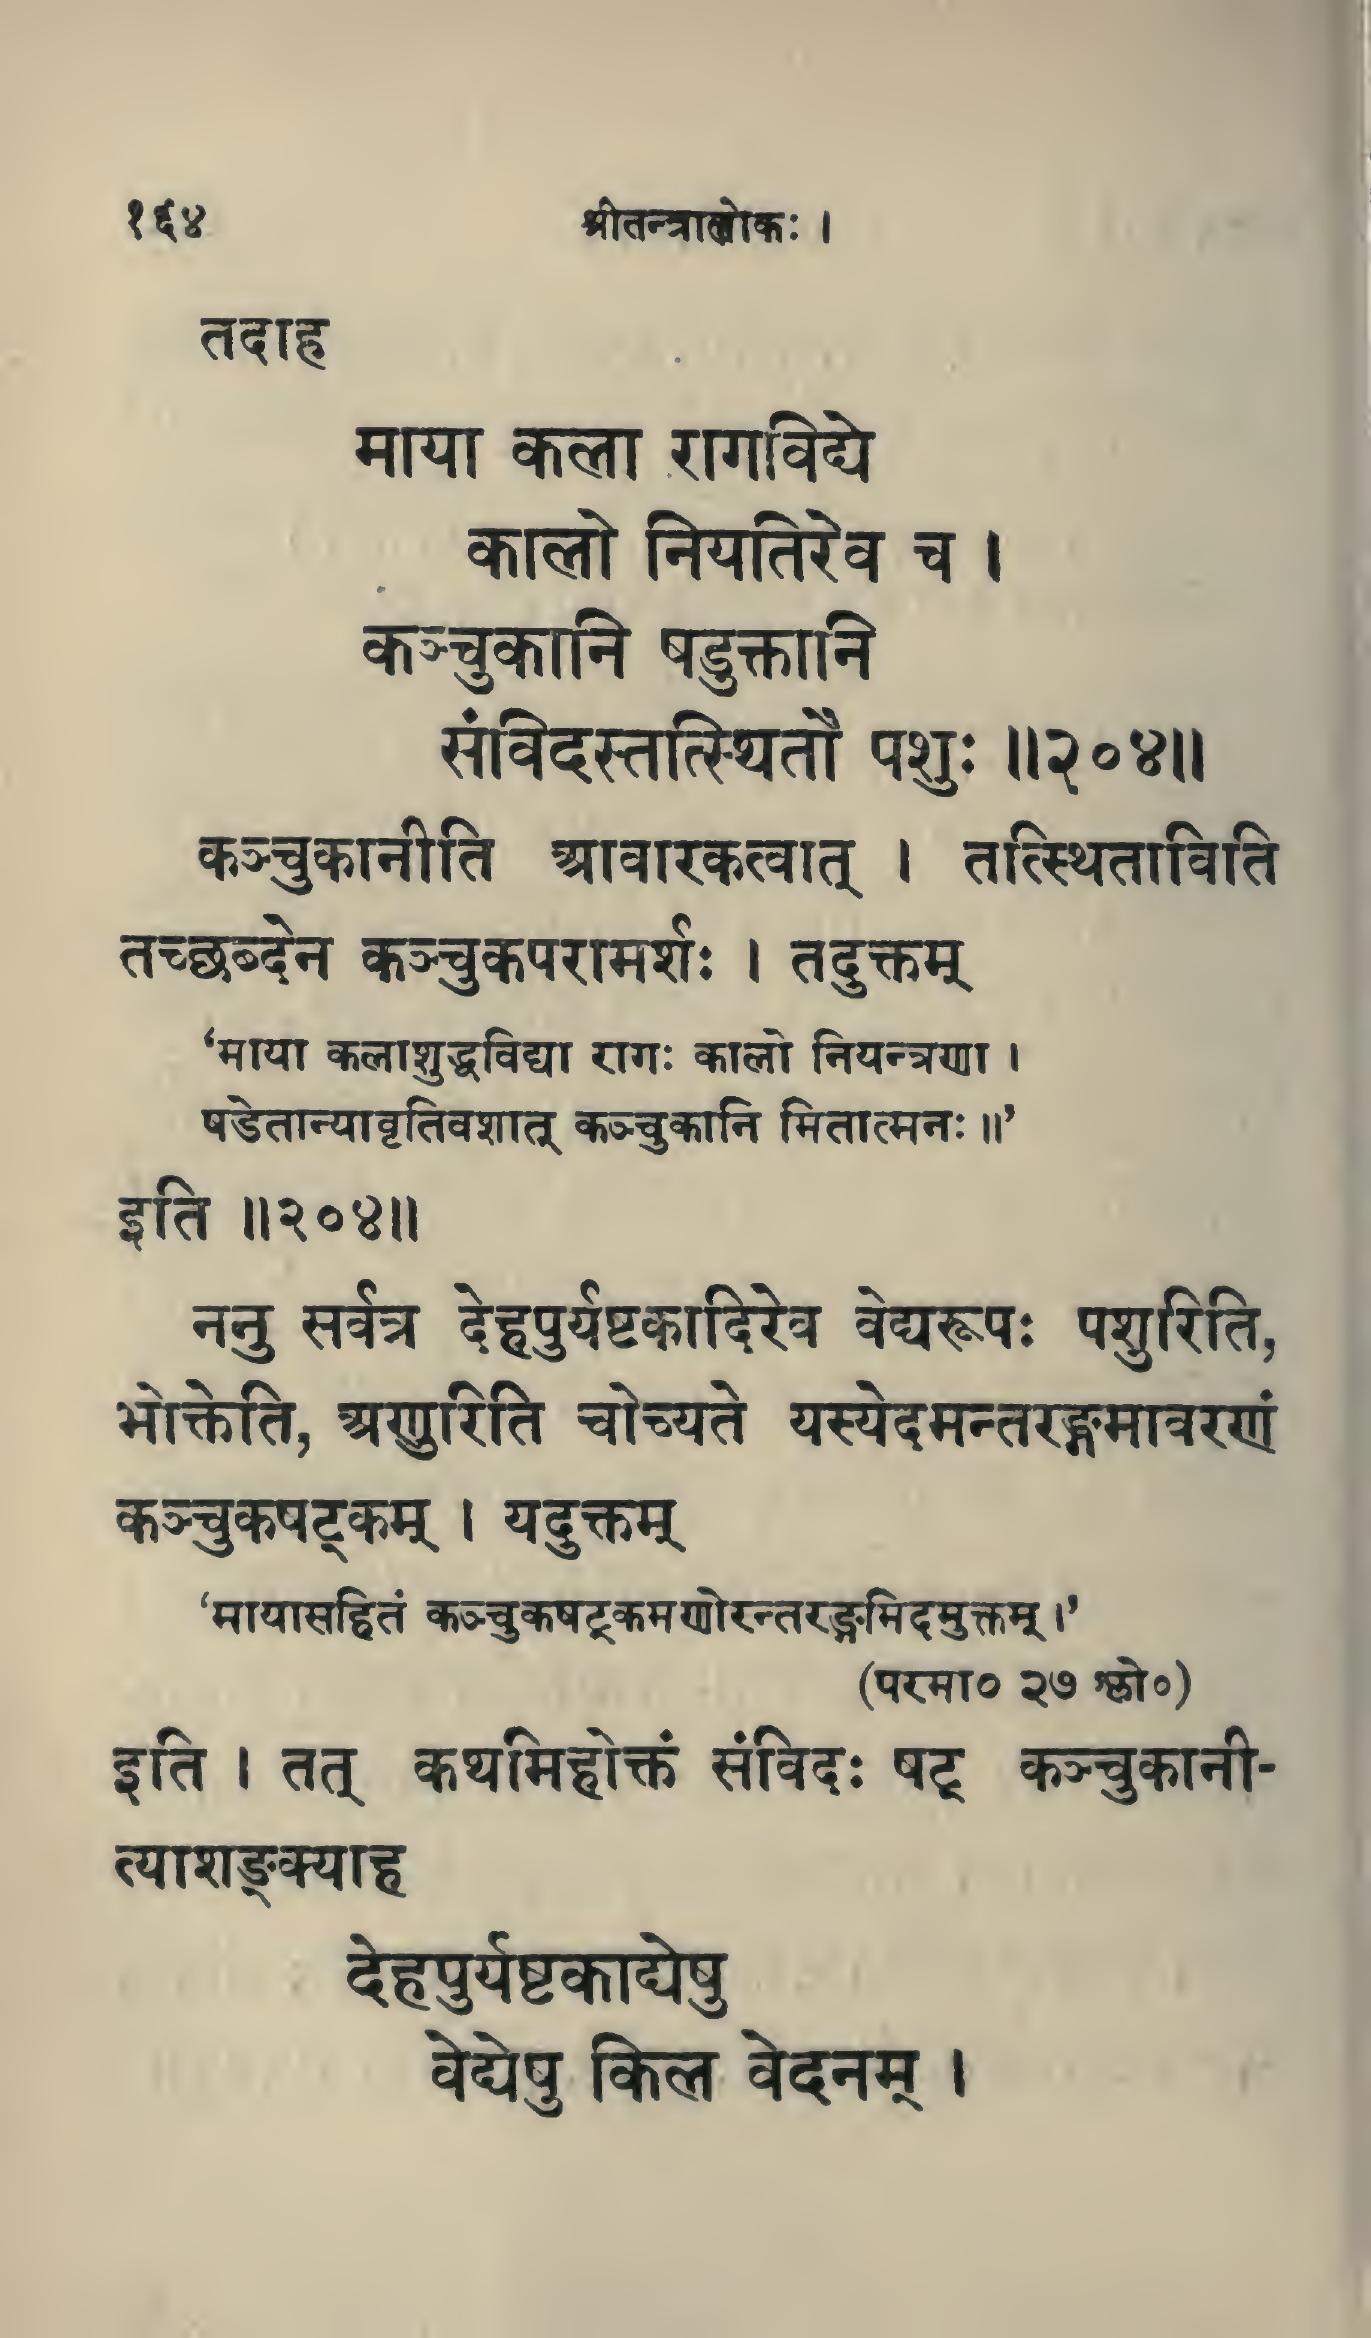 १६४ श्रीतन्त्रालोकः ।
तदाह
माया कला रागविद्ये
कालो नियतिरेव च ।
कञ्चुकानि षडुक्तानि
संविदस्तत्स्थितौ पशुः ॥२०४॥
कञ्चुकानीति आवारकत्वात् । तत्स्थिताविति
तच्छब्देन कञ्चुकपरामर्शः । तदुक्तम्
‘माया कलाशुद्धविद्या रागः कालो नियन्त्रणा ।
षडेतान्यावृतिवशात् कञ्चुकानि मितात्मनः ॥’
इति ॥२०४॥
ननु सर्वत्र देहपुर्यष्टकादिरेव वेद्यरूपः पशुरिति,
भोक्तेति, अणुरिति चोच्यते यस्येदमन्तरङ्गमावरणं
कञ्चुकषट्कम् । यदुक्तम्
‘मायासहितं कञ्चुकषट्कमणोरन्तरङ्गमिदमुक्तम् ।’
(परमा० २७ श्लो०)
इति । तत् कथमिहोक्तं संविदः षट् कञ्चुकानी-
त्याशङ्क्याह
देहपुर्यष्टकाद्येषु
वेद्येषु किल वेदनम् ।